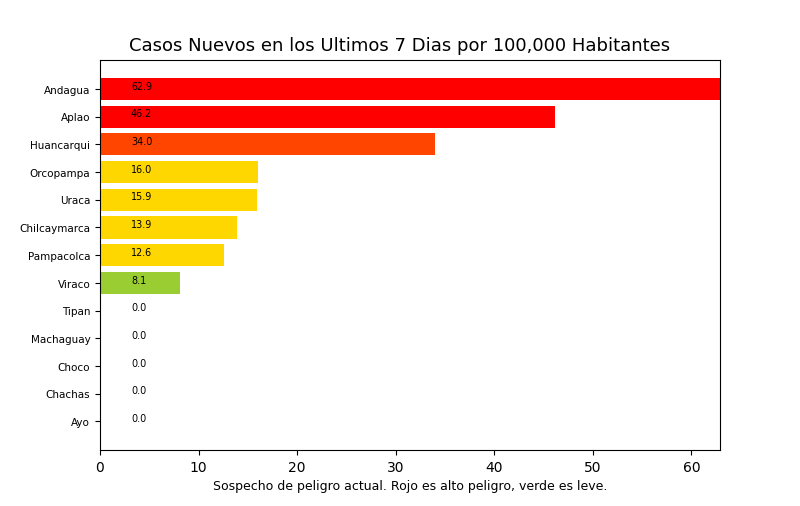 Casos Nuevos en los Ultimos 7 Dias por 100,000 Habitantes
Andagua 62.9
Aplao 46.2
Huancarqui 34.0
Orcopampa 16.0
Uraca 15.9
Chilcaymarca 13.9
Pampacolca 12.6
Viraco 8.1
Tipan 0.0
Machaguay 0.0
Choco 0.0
Chachas 0.0
Ayo 0.0
0 10 20 30 40 50 60
Sospecho de peligro actual. Rojo es alto peligro, verde es leve.